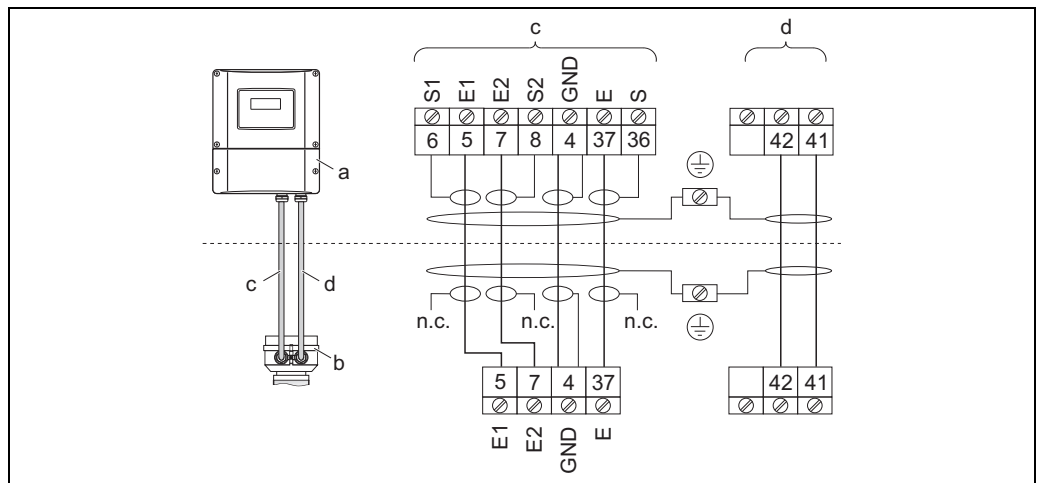 c d
S1 E1 E2 S2 GND E S
6 5 7 8 4 37 36 42 41
a
c d
n.c. n.c. n.c.
b
5 7 4 37 42 41
E1 E2 GND E